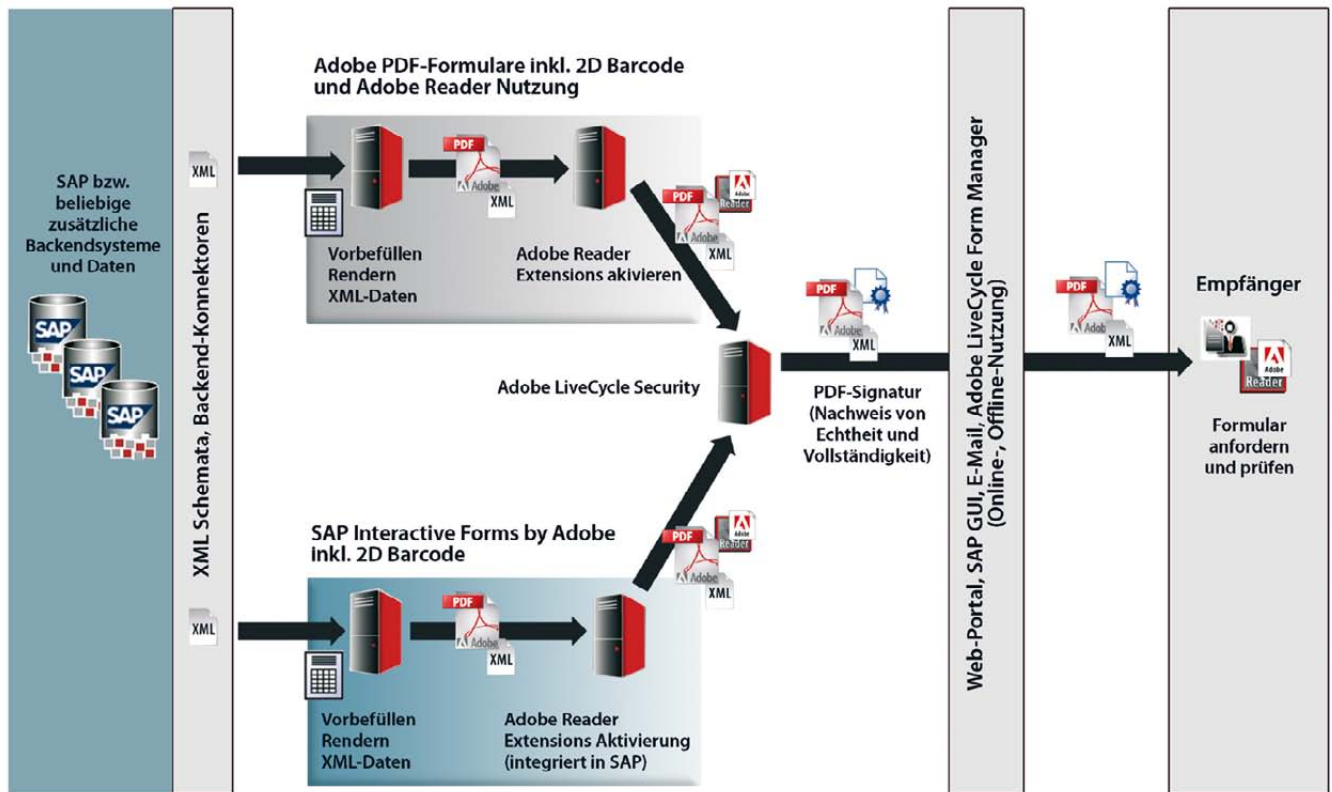 SAP bzw.
beliebige
zusätzliche
Backendsysteme
und Daten
SAP
SAP
SAP
XML Schemata, Backend-Konnektoren
XML
XML
Adobe PDF-Formulare inkl. 2D Barcode
und Adobe Reader Nutzung
PDF
Adobe
XML
Vorbefüllen
Rendern
XML-Daten
Adobe Reader
Extensions akivieren
PDF
Adobe
XML
Adobe
Reader
Adobe LiveCycle Security
SAP Interactive Forms by Adobe
inkl. 2D Barcode
PDF
Adobe
XML
Vorbefüllen
Rendern
XML-Daten
Adobe Reader
Extensions Aktivierung
(integriert in SAP)
PDF
Adobe
XML
Adobe
Reader
PDF
Adobe
XML
PDF-Signatur
(Nachweis von
Echtheit und
Vollständigkeit)
Web-Portal, SAP GUI, E-Mail, Adobe LiveCycle Form Manager
(Online-, Offline-Nutzung)
PDF
Adobe
XML
Empfänger
Adobe
Reader
Formular
anfordern
und prüfen